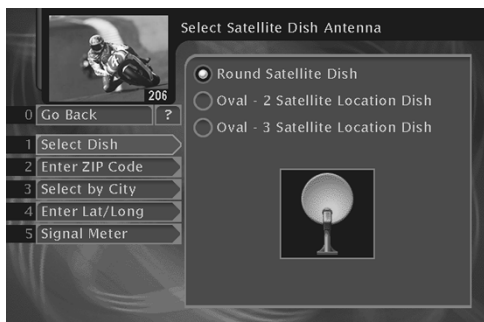 Select Satellite Dish Antenna
206
0 Go Back ?
1 Select Dish
2 Enter ZIP Code
3 Select by City
4 Enter Lat/Long
5 Signal Meter
Round Satellite Dish
Oval - 2 Satellite Location Dish
Oval - 3 Satellite Location Dish